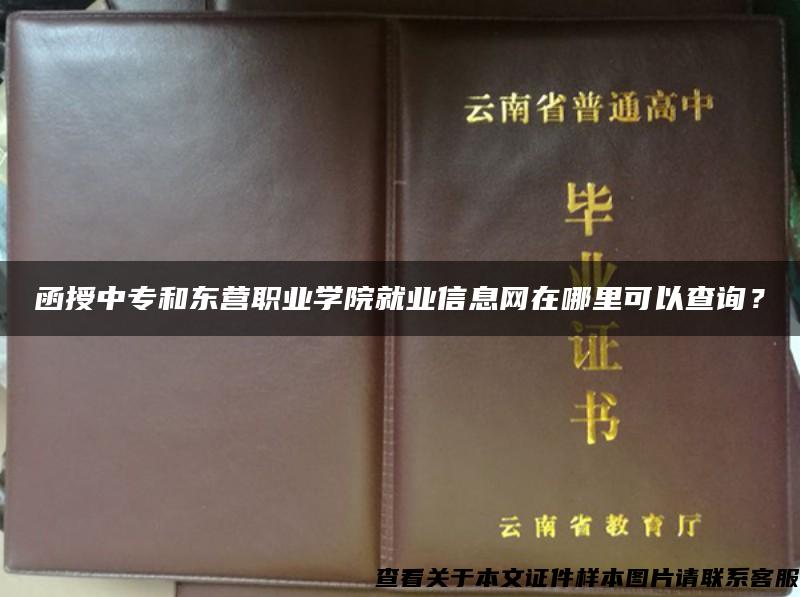 云南省普通高中
毕业证书
函授中专和东营职业学院就业信息网在哪里可以查询？
云南省教育厅
查看关于本文证件样本图片请联系客服